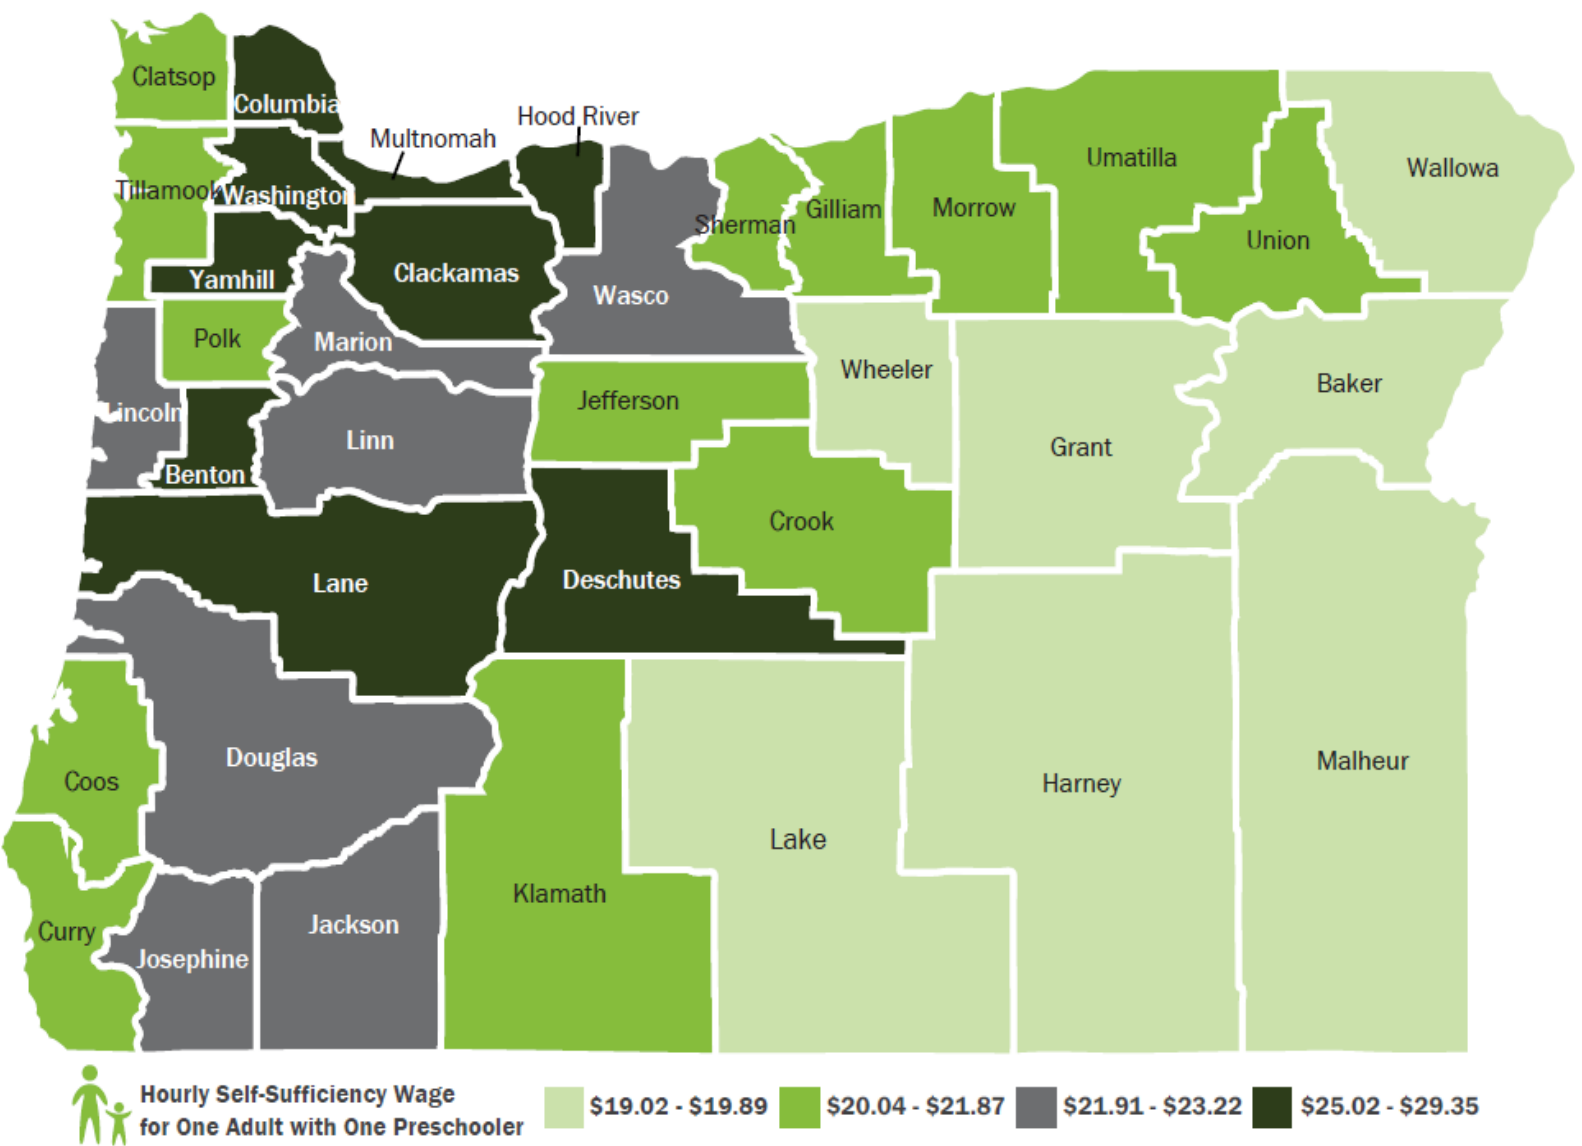 Clatsop
Columbia
Hood River
Multnomah
Tillamook
Washington
Sherman
Gilliam
Morrow
Umatilla
Union
Wallowa
Yamhill
Clackamas
Wasco
Polk
Marion
Wheeler
Baker
Jefferson
Lincoln
Linn
Grant
Benton
Crook
Lane
Deschutes
Douglas
Coos
Malheur
Harney
Lake
Klamath
Curry
Jackson
Josephine
Hourly Self-Sufficiency Wage
for One Adult with One Preschooler
$19.02 - $19.89
$20.04 - $21.87
$21.91 - $23.22
$25.02 - $29.35